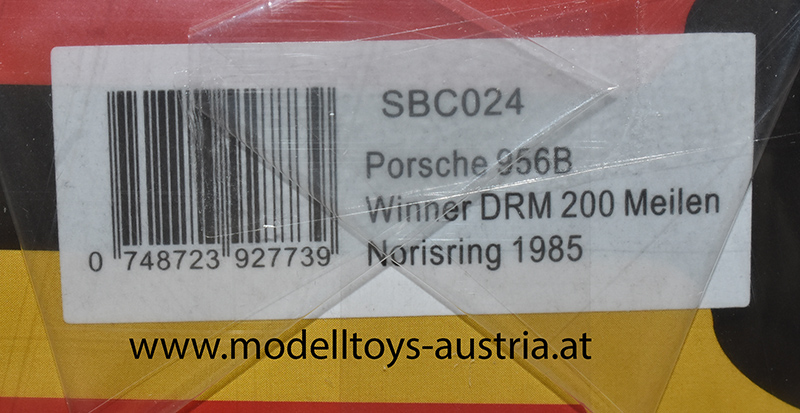 SBC024
Porsche 956B
Winner DRM 200 Meilen
Norisring 1985
0 748723 927739
www.modelltoys-austria.at